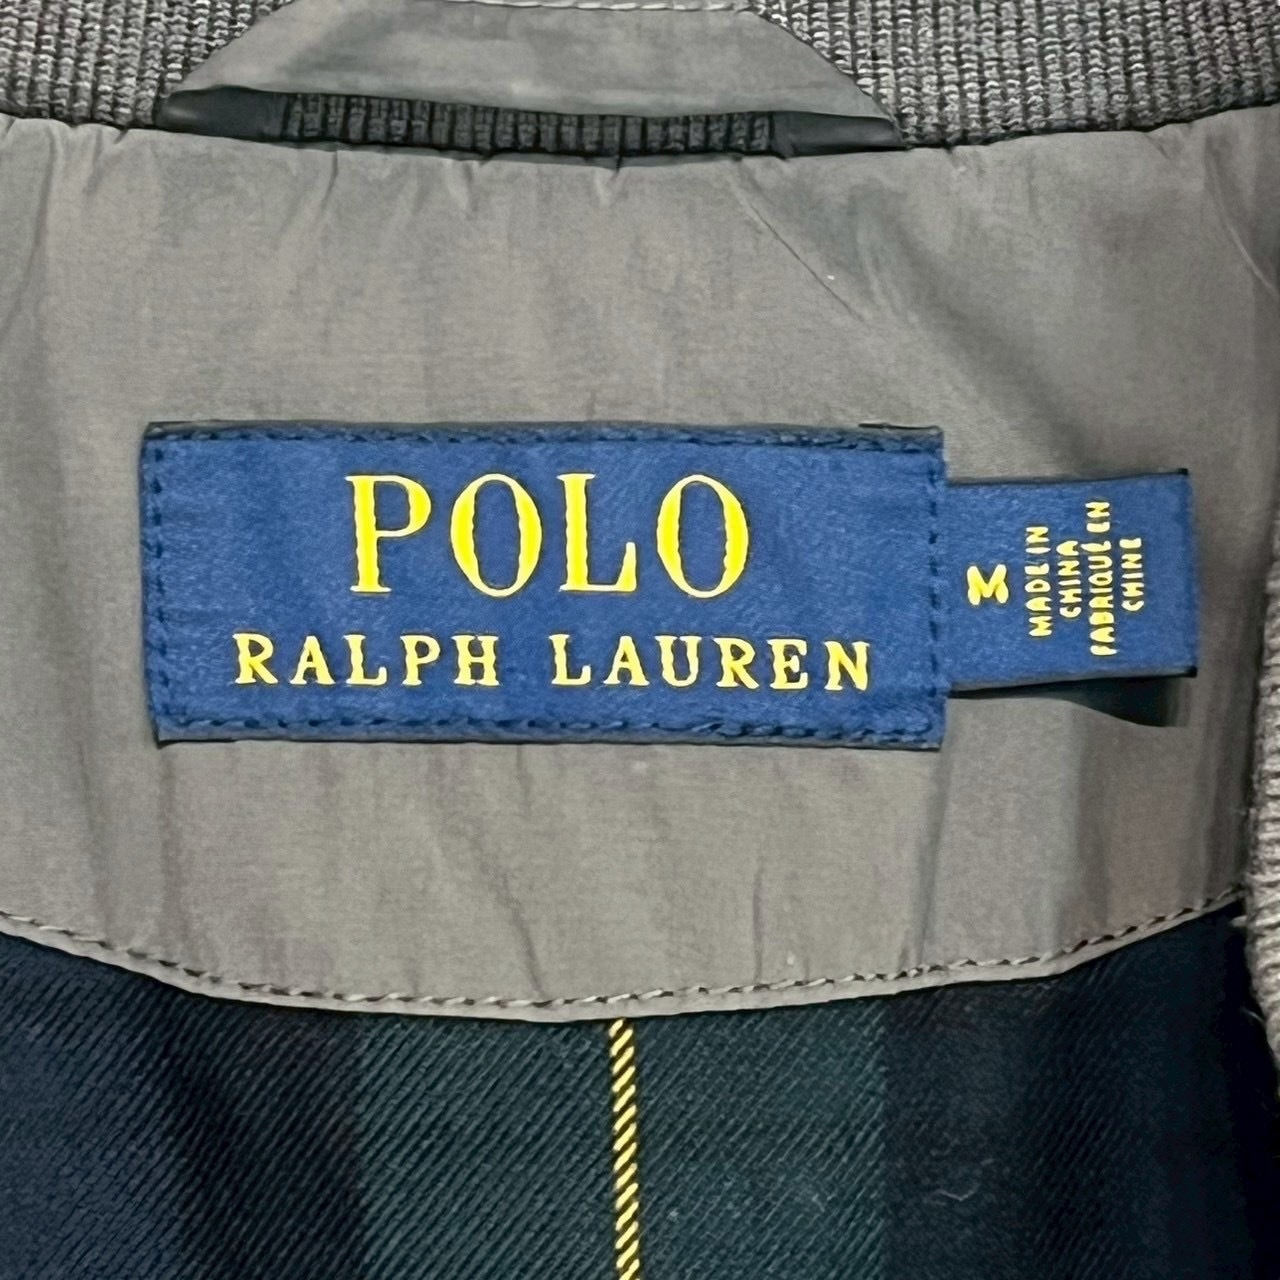 POLO
RALPH LAUREN
M
MADE IN
CHINA
FABRIQUÉ EN
CHINE